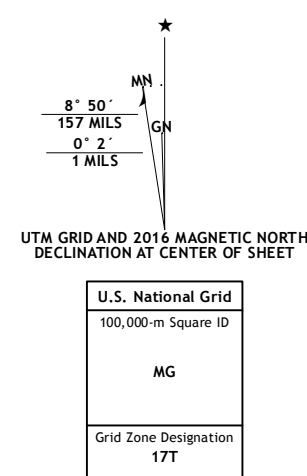 ★
MN
GN
8° 50´
157 MILS
0° 2´
1 MILS
UTM GRID AND 2016 MAGNETIC NORTH
DECLINATION AT CENTER OF SHEET
U.S. National Grid
100,000-m Square ID
MG
Grid Zone Designation
17T